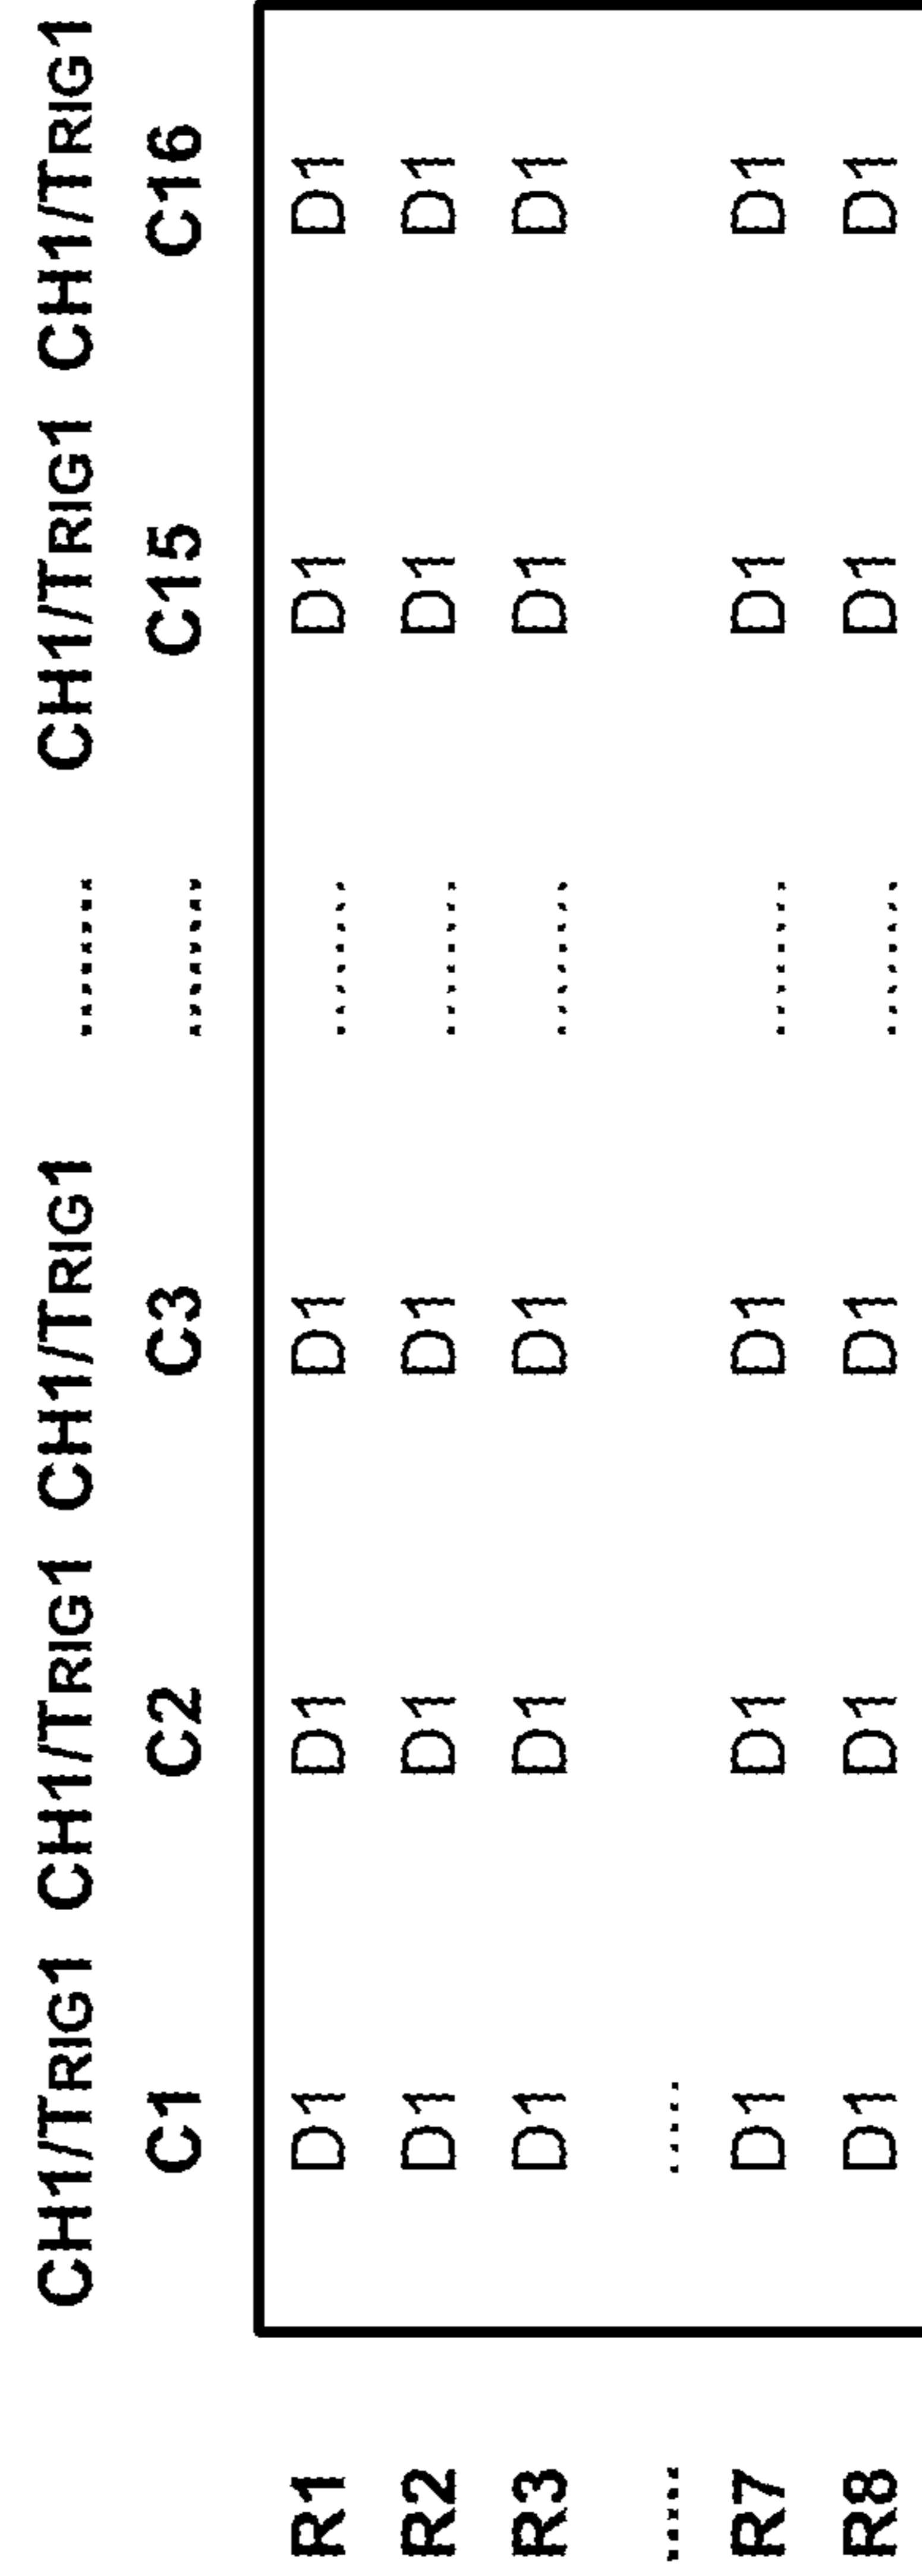 CH1/TRIG1 CH1/TRIG1 CH1/TRIG1 ........ CH1/TRIG1 CH1/TRIG1
C1 C2 C3 ........ C15 C16
R1 D1 D1 D1 ........ D1 D1
R2 D1 D1 D1 ........ D1 D1
R3 D1 D1 D1 ........ D1 D1
..... .....
R7 D1 D1 D1 ........ D1 D1
R8 D1 D1 D1 ........ D1 D1